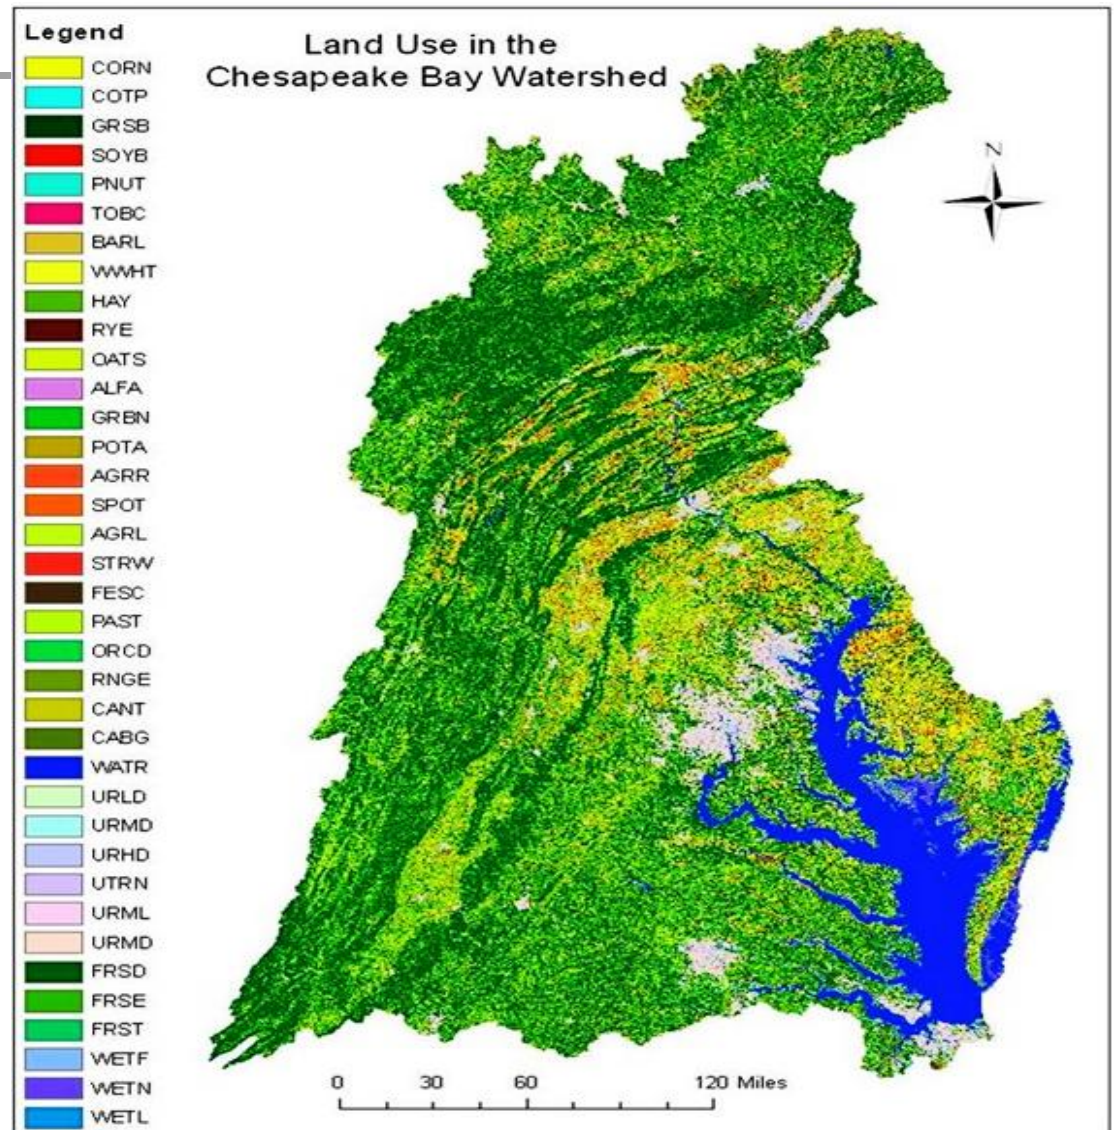 Legend
Land Use in the
Chesapeake Bay Watershed
CORN
COTP
GRSB
SOYB
PNUT
TOBC
BARL
WWHT
HAY
RYE
OATS
ALFA
GRBN
POTA
AGRR
SPOT
AGRL
STRW
FESC
PAST
ORCD
RNGE
CANT
CABG
WATR
URLD
URMD
URHD
UTRN
URML
URMD
FRSD
FRSE
FRST
WETF
WETN
WETL
N
0 30 60 120 Miles